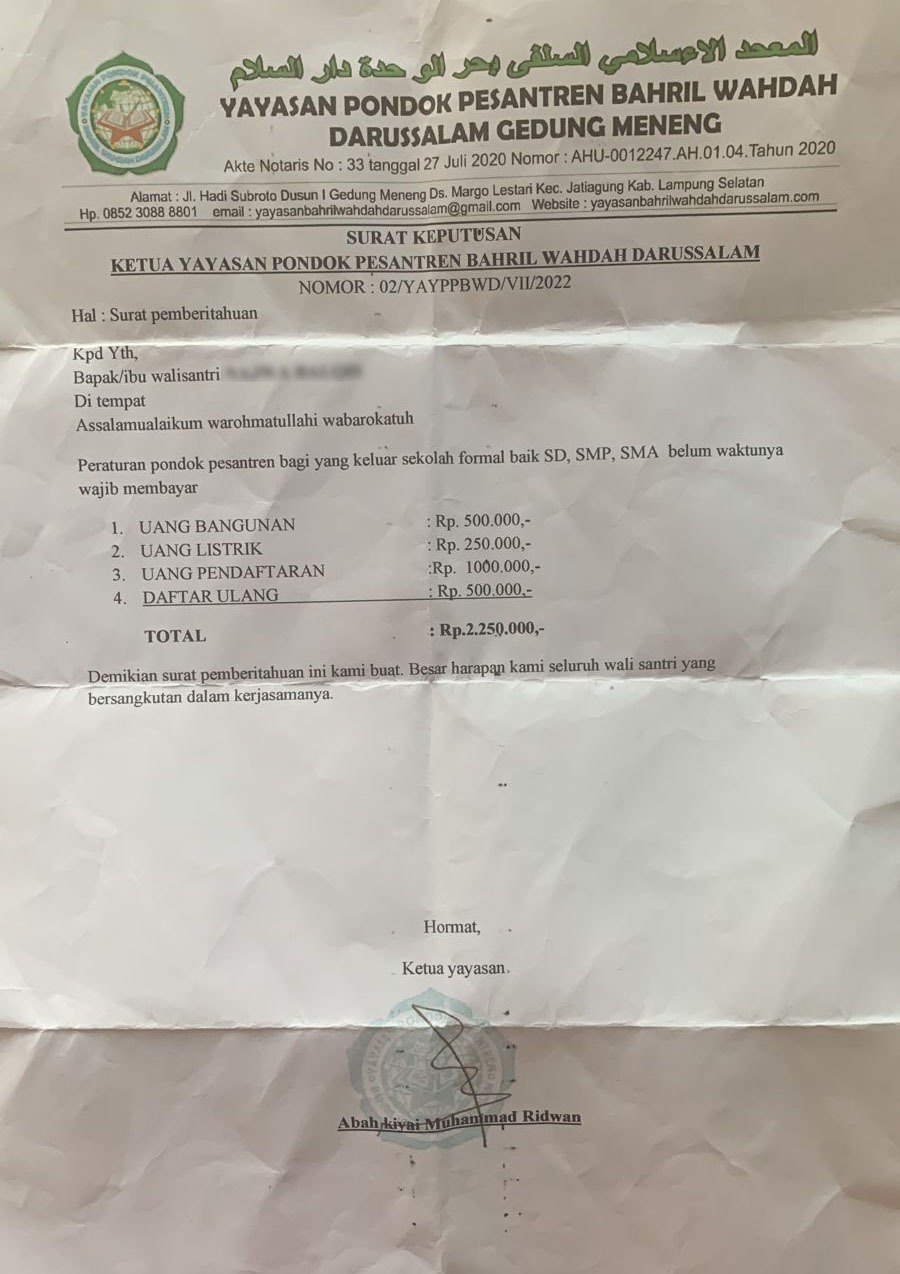 المعهد الإسلامي السلفي بحر الوحدة دار السلام
YAYASAN PONDOK PESANTREN BAHRIL WAHDAH
DARUSSALAM GEDUNG MENENG
Akte Notaris No : 33 tanggal 27 Juli 2020 Nomor : AHU-0012247.AH.01.04.Tahun 2020
Alamat : Jl. Hadi Subroto Dusun I Gedung Meneng Ds. Margo Lestari Kec. Jatiagung Kab. Lampung Selatan
Hp. 0852 3088 8801 email : yayasanbahrilwahdahdarussalam@gmail.com Website : yayasanbahrilwahdahdarussalam.com
SURAT KEPUTUSAN
KETUA YAYASAN PONDOK PESANTREN BAHRIL WAHDAH DARUSSALAM
NOMOR : 02/YAYPPBWD/VII/2022
Hal : Surat pemberitahuan
Kpd Yth,
Bapak/ibu walisantri
Di tempat
Assalamualaikum warohmatullahi wabarokatuh
Peraturan pondok pesantren bagi yang keluar sekolah formal baik SD, SMP, SMA belum waktunya
wajib membayar
1. UANG BANGUNAN : Rp. 500.000,-
2. UANG LISTRIK : Rp. 250.000,-
3. UANG PENDAFTARAN :Rp. 1000.000,-
4. DAFTAR ULANG : Rp. 500.000,-
TOTAL : Rp.2.250.000,-
Demikian surat pemberitahuan ini kami buat. Besar harapan kami seluruh wali santri yang
bersangkutan dalam kerjasamanya.
Hormat,
Ketua yayasan
Abah kiyai Muhammad Ridwan